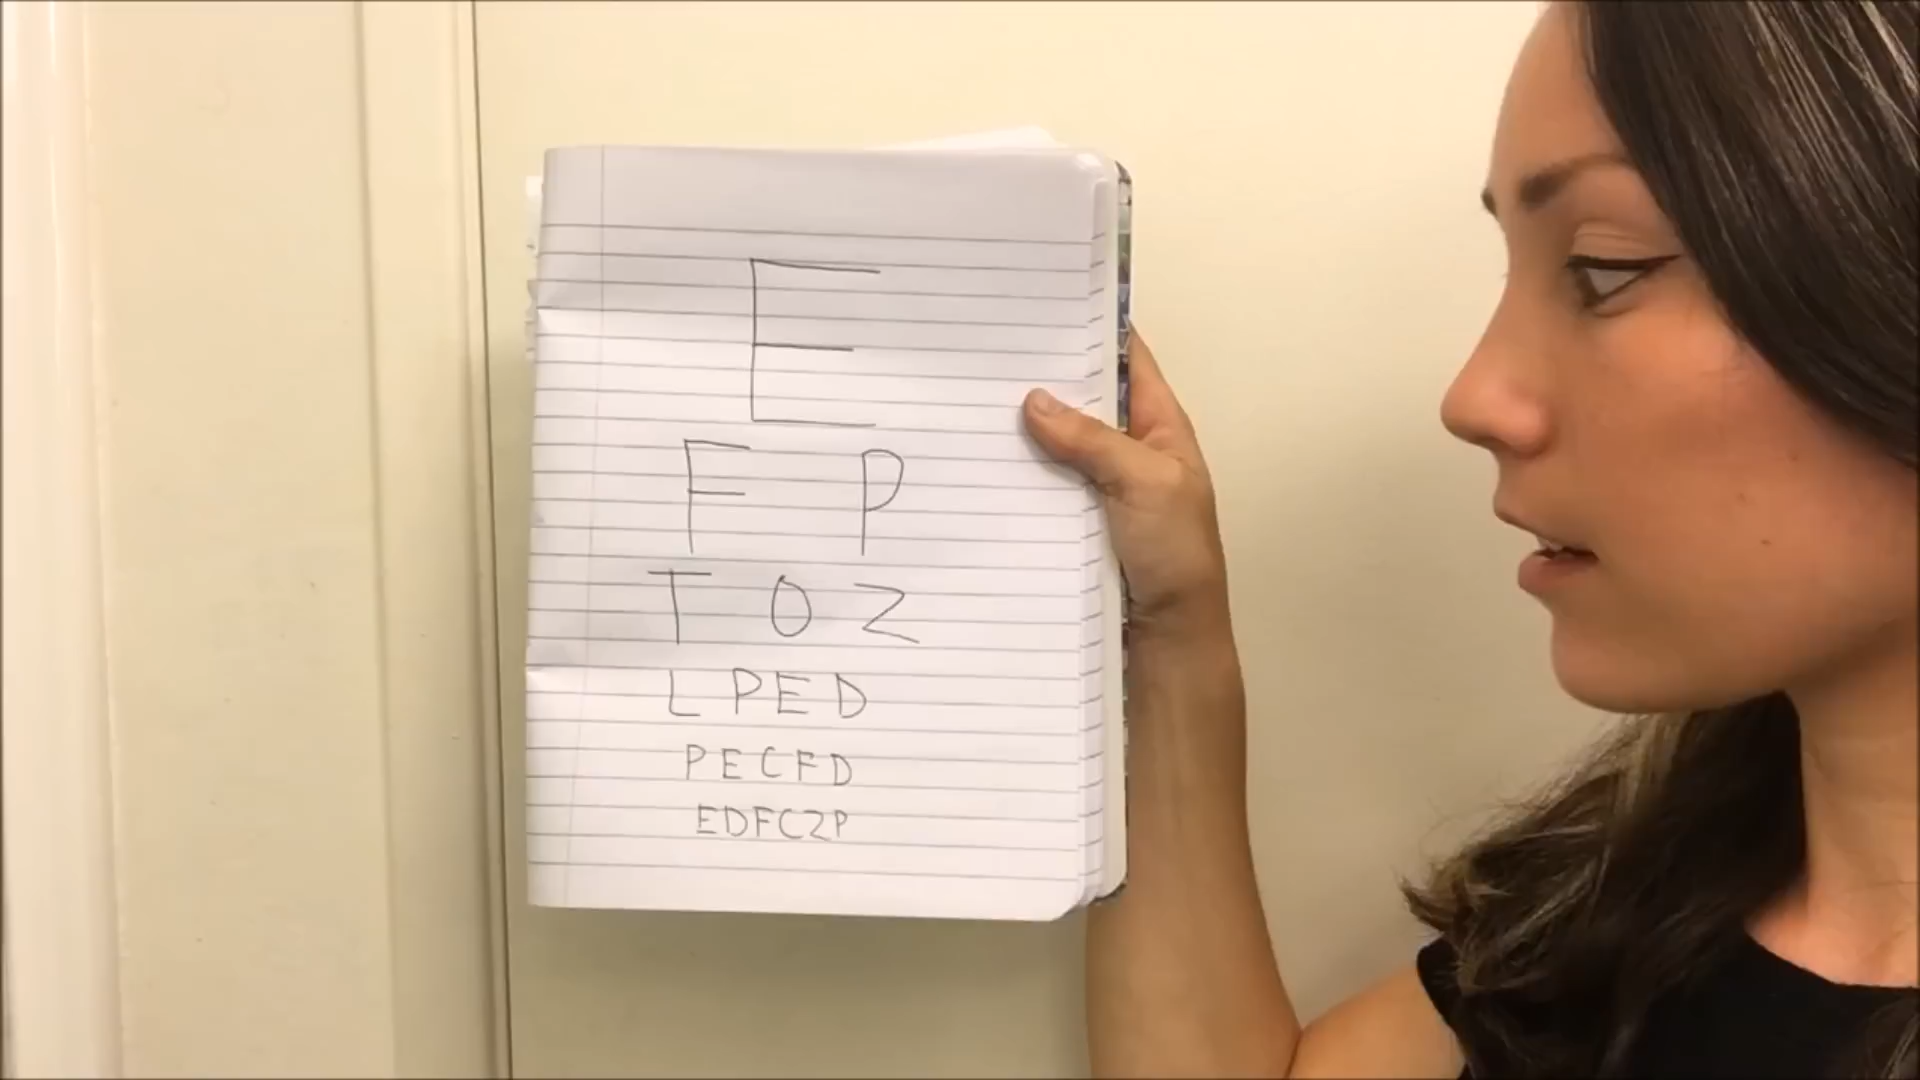 E
F P
T O Z
L P E D
P E C F D
E D F C Z P